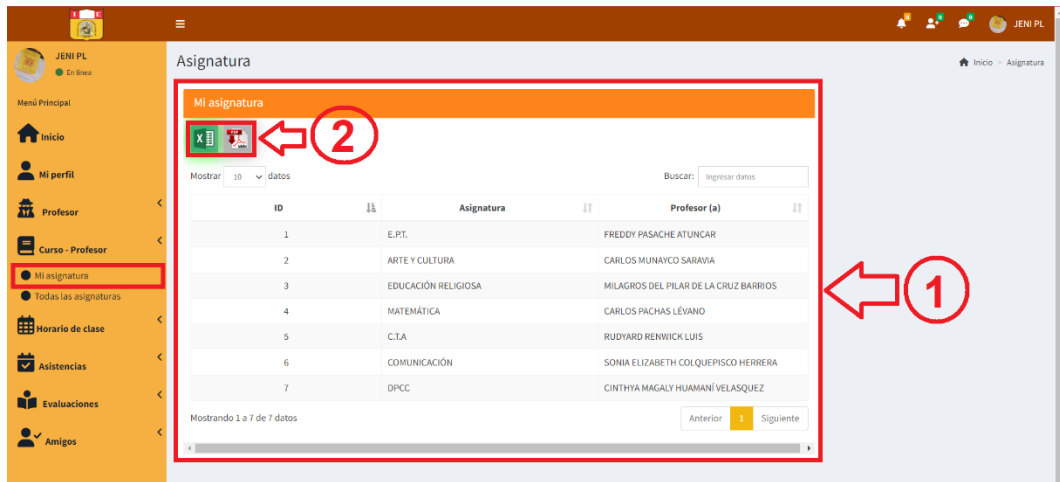 I E
JENI PL
JENI PL
En línea
Asignatura
Inicio > Asignatura
Menú Principal
Inicio
Mi perfil
Profesor
Curso - Profesor
Mi asignatura
Todas las asignaturas
Horario de clase
Asistencias
Evaluaciones
Amigos
Mi asignatura
2
Mostrar 10 datos
Buscar: Ingresar datos
ID Asignatura Profesor (a)
1 E.P.T. FREDDY PASACHE ATUNCAR
2 ARTE Y CULTURA CARLOS MUNAYCO SARAVIA
3 EDUCACIÓN RELIGIOSA MILAGROS DEL PILAR DE LA CRUZ BARRIOS
4 MATEMÁTICA CARLOS PACHAS LÉVANO
5 C.T.A RUDYARD RENWICK LUIS
6 COMUNICACIÓN SONIA ELIZABETH COLQUEPISCO HERRERA
7 DPCC CINTHYA MAGALY HUAMANÍ VELASQUEZ
1
Mostrando 1 a 7 de 7 datos
Anterior 1 Siguiente